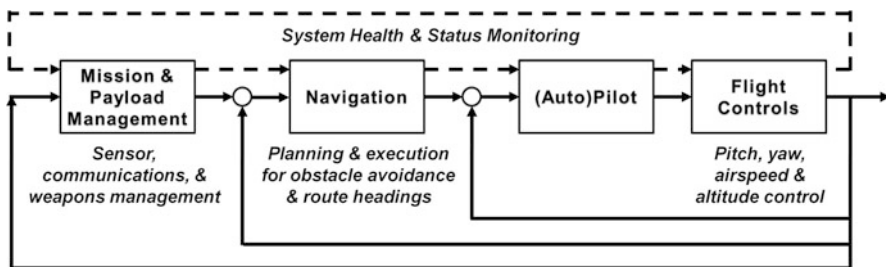 System Health & Status Monitoring
Mission &
Payload
Management
Navigation
(Auto)Pilot
Flight
Controls
Sensor,
communications, &
weapons management
Planning & execution
for obstacle avoidance
& route headings
Pitch, yaw,
airspeed &
altitude control